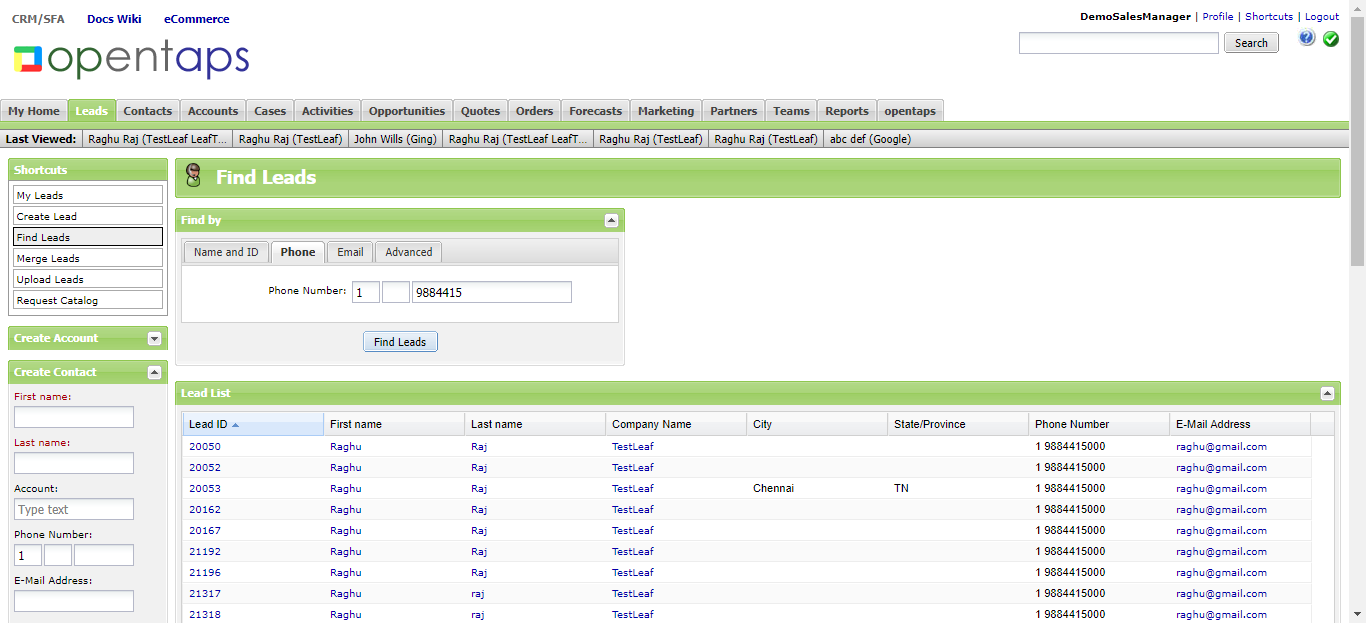 CRM/SFA Docs Wiki eCommerce
DemoSalesManager | Profile | Shortcuts | Logout
opentaps
Search
My Home Leads Contacts Accounts Cases Activities Opportunities Quotes Orders Forecasts Marketing Partners Teams Reports opentaps
Last Viewed: Raghu Raj (TestLeaf LeafT... Raghu Raj (TestLeaf) John Wills (Ging) Raghu Raj (TestLeaf LeafT... Raghu Raj (TestLeaf) Raghu Raj (TestLeaf) abc def (Google)
Shortcuts
My Leads
Create Lead
Find Leads
Merge Leads
Upload Leads
Request Catalog
Create Account
Create Contact
First name:
Last name:
Account:
Type text
Phone Number:
1
E-Mail Address:
Find Leads
Find by
Name and ID Phone Email Advanced
Phone Number: 1 9884415
Find Leads
Lead List
Lead ID First name Last name Company Name City State/Province Phone Number E-Mail Address
20050 Raghu Raj TestLeaf 1 9884415000 raghu@gmail.com
20052 Raghu Raj TestLeaf 1 9884415000 raghu@gmail.com
20053 Raghu Raj TestLeaf Chennai TN 1 9884415000 raghu@gmail.com
20162 Raghu Raj TestLeaf 1 9884415000 raghu@gmail.com
20167 Raghu Raj TestLeaf 1 9884415000 raghu@gmail.com
21192 Raghu Raj TestLeaf 1 9884415000 raghu@gmail.com
21196 Raghu Raj TestLeaf 1 9884415000 raghu@gmail.com
21317 Raghu raj TestLeaf 1 9884415000 raghu@gmail.com
21318 Raghu raj TestLeaf 1 9884415000 raghu@gmail.com